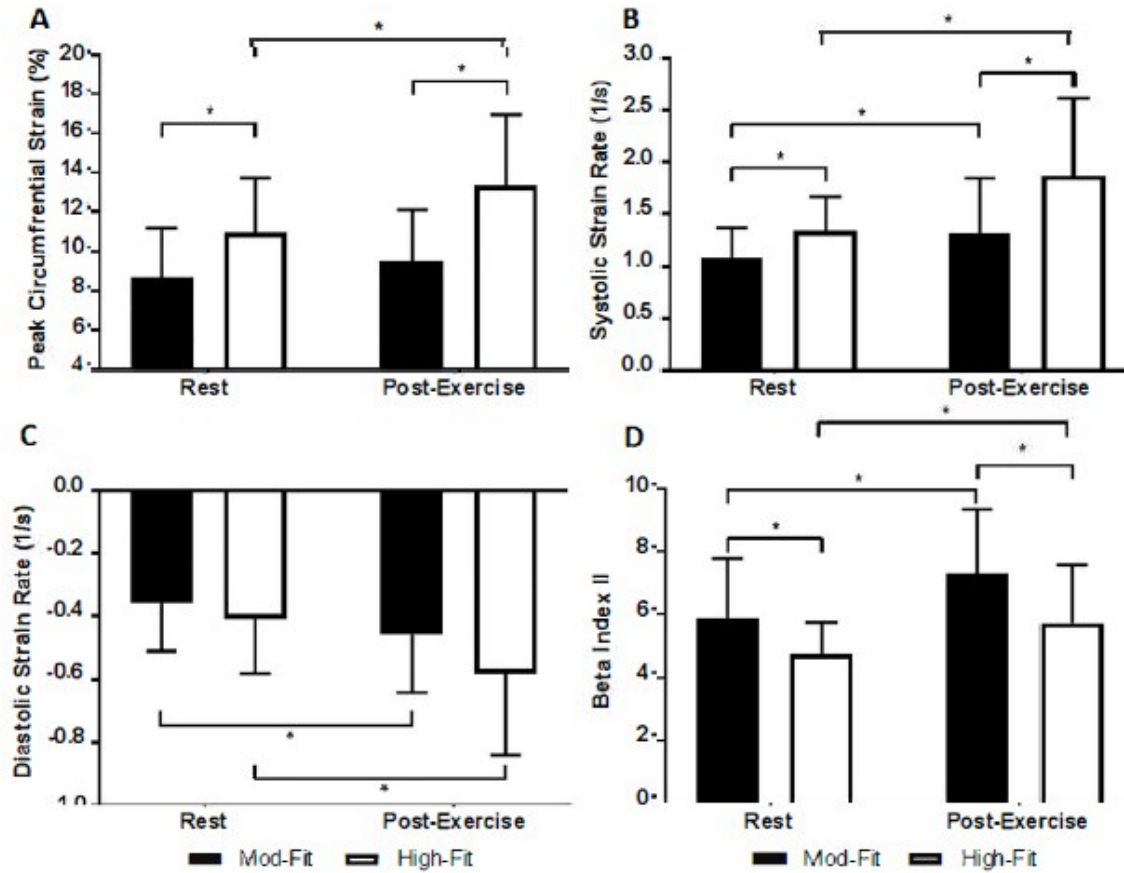 A
Peak Circumfrential Strain (%)
20
18
16
14
12
10
8
6
4
*
*
*
Rest
Post-Exercise
B
Systolic Strain Rate (1/s)
3.0
2.5
2.0
1.5
1.0
0.5
0.0
*
*
*
*
Rest
Post-Exercise
C
Diastolic Strain Rate (1/s)
0.0
-0.2
-0.4
-0.6
-0.8
*
*
Rest
Post-Exercise
Mod-Fit
High-Fit
D
Beta Index II
10
8
6
4
2
0
*
*
*
*
Rest
Post-Exercise
Mod-Fit
High-Fit